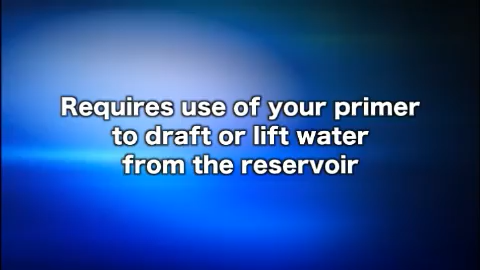 Requires use of your primer
to draft or lift water
from the reservoir